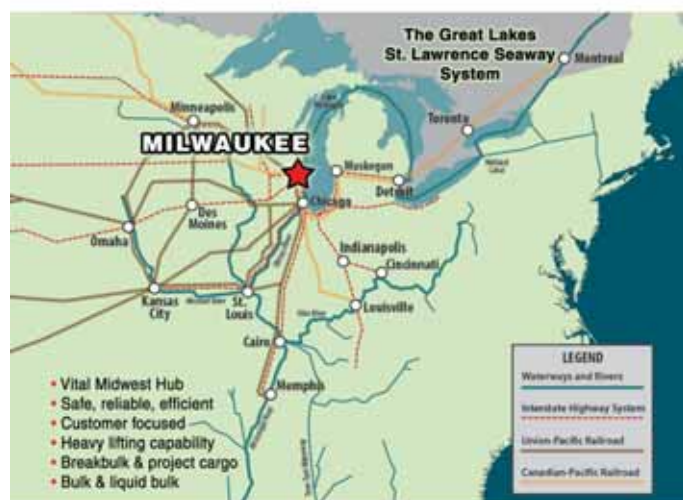 The Great Lakes
St. Lawrence Seaway
System
Montreal
Toronto
Minneapolis
MILWAUKEE
Muskegon
Detroit
Chicago
Des
Moines
Omaha
Indianapolis
Cincinnati
Kansas
City
St.
Louis
Louisville
Ohio River
Cairo
Memphis
• Vital Midwest Hub
• Safe, reliable, efficient
• Customer focused
• Heavy lifting capability
• Breakbulk & project cargo
• Bulk & liquid bulk
LEGEND
Waterways and Rivers
Interstate Highway System
Union-Pacific Railroad
Canadian-Pacific Railroad